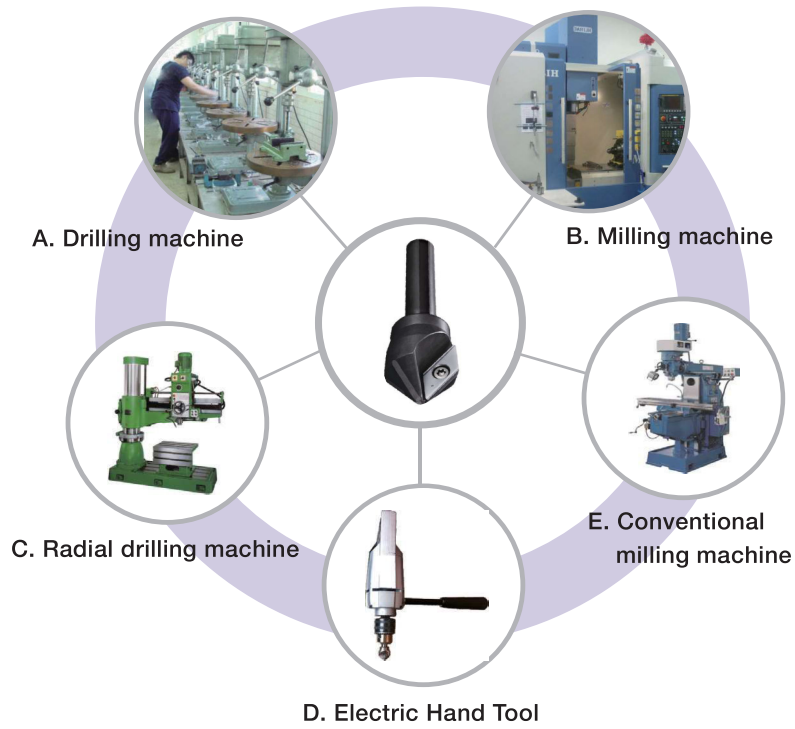 A. Drilling machine
B. Milling machine
C. Radial drilling machine
E. Conventional
milling machine
D. Electric Hand Tool